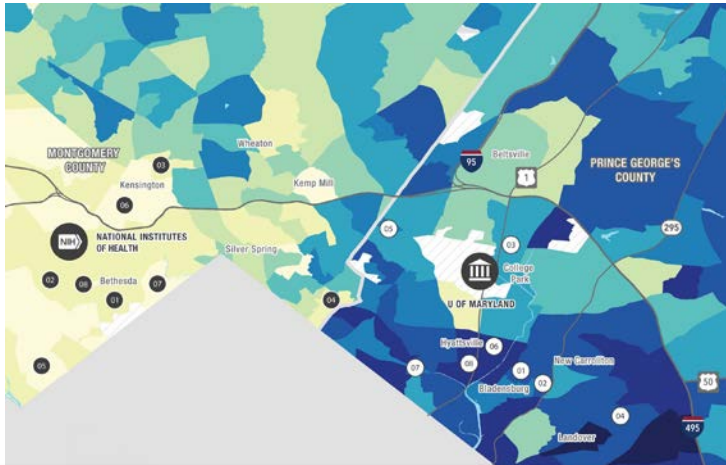 Wheaton
03
MONTGOMERY
COUNTY
Kensington
Kemp Mill
06
NIH
NATIONAL INSTITUTES
OF HEALTH
Silver Spring
02
08
Bethesda
01
07
04
05
95
Beltsville
1
PRINCE GEORGE'S
COUNTY
05
03
295
College
Park
U OF MARYLAND
Hyattsville
06
07
08
01
02
New Carrollton
Bladensburg
50
04
495
Landover